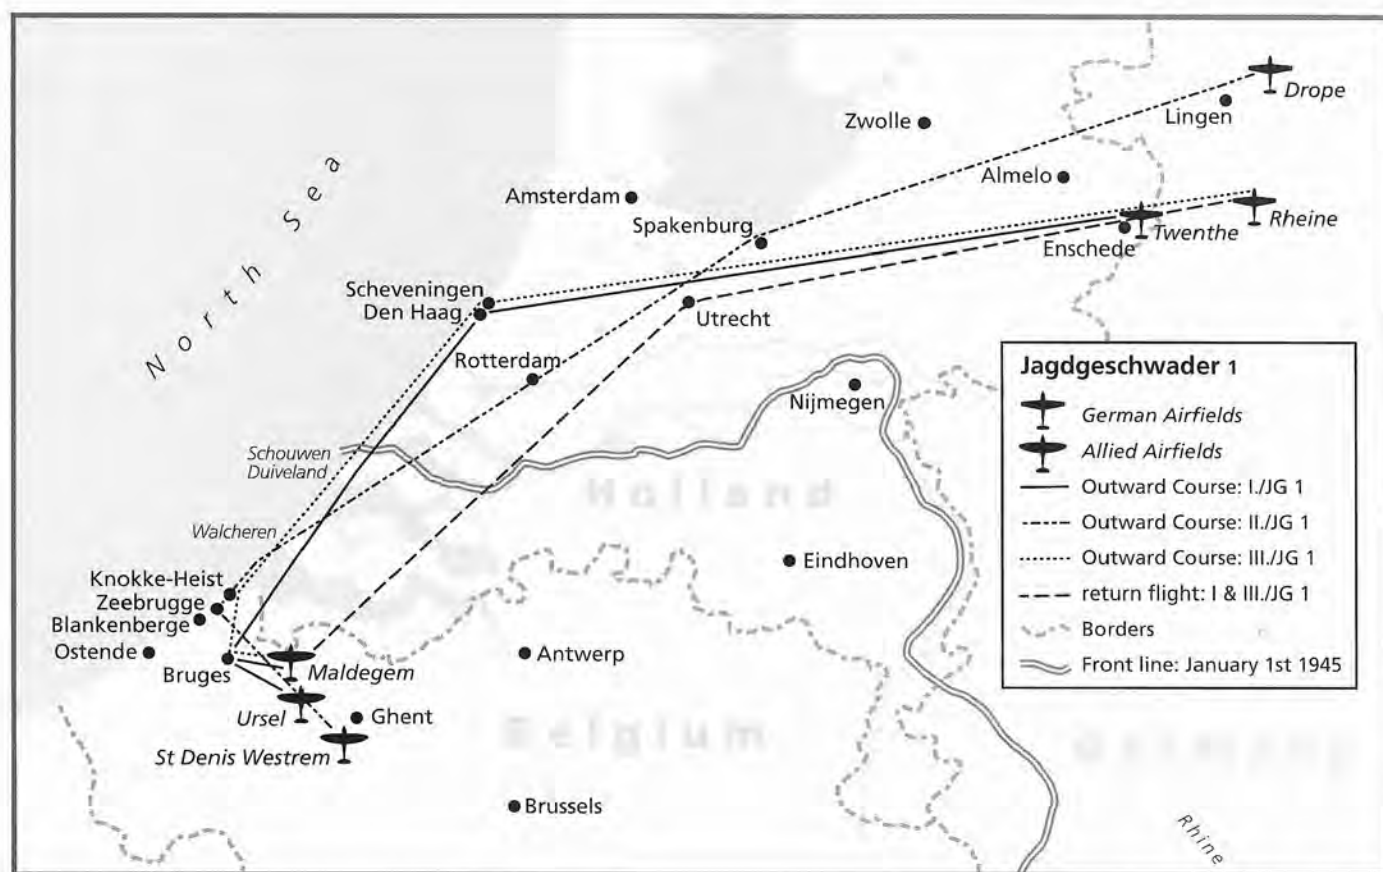 Drope
Lingen
Zwolle
Almelo
Amsterdam
Spakenburg
Rheine
Twenthe
Enschede
North Sea
Scheveningen
Den Haag
Utrecht
Rotterdam
Nijmegen
Schouwen
Duiveland
Holland
Walcheren
Eindhoven
Knokke-Heist
Zeebrugge
Blankenberge
Ostende
Bruges
Maldegem
Antwerp
Ursel
Ghent
St Denis Westrem
Belgium
Germany
Brussels
Rhine
Jagdgeschwader 1
German Airfields
Allied Airfields
Outward Course: I./JG 1
Outward Course: II./JG 1
Outward Course: III./JG 1
return flight: I & III./JG 1
Borders
Front line: January 1st 1945